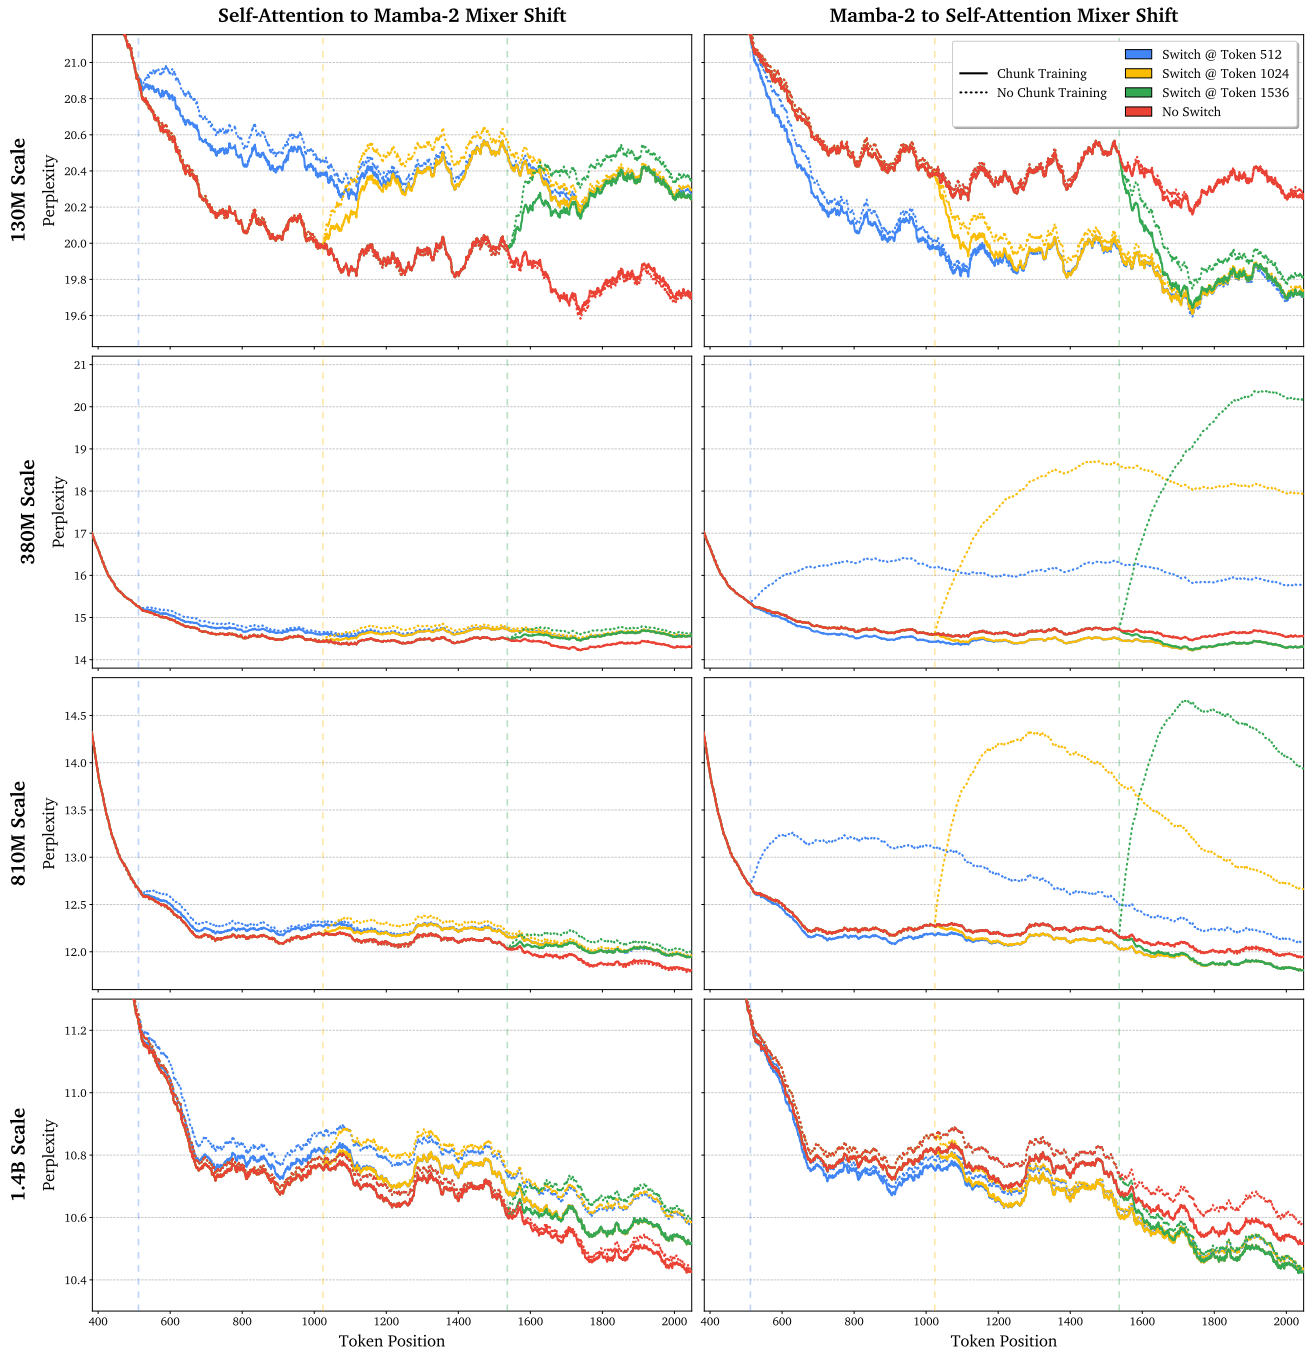 Self-Attention to Mamba-2 Mixer Shift
Mamba-2 to Self-Attention Mixer Shift
Chunk Training
No Chunk Training
Switch @ Token 512
Switch @ Token 1024
Switch @ Token 1536
No Switch
130M Scale
Perplexity
21.0
20.8
20.6
20.4
20.2
20.0
19.8
19.6
380M Scale
Perplexity
21
20
19
18
17
16
15
14
810M Scale
Perplexity
14.5
14.0
13.5
13.0
12.5
12.0
1.4B Scale
Perplexity
11.2
11.0
10.8
10.6
10.4
400 600 800 1000 1200 1400 1600 1800 2000
400 600 800 1000 1200 1400 1600 1800 2000
Token Position
Token Position